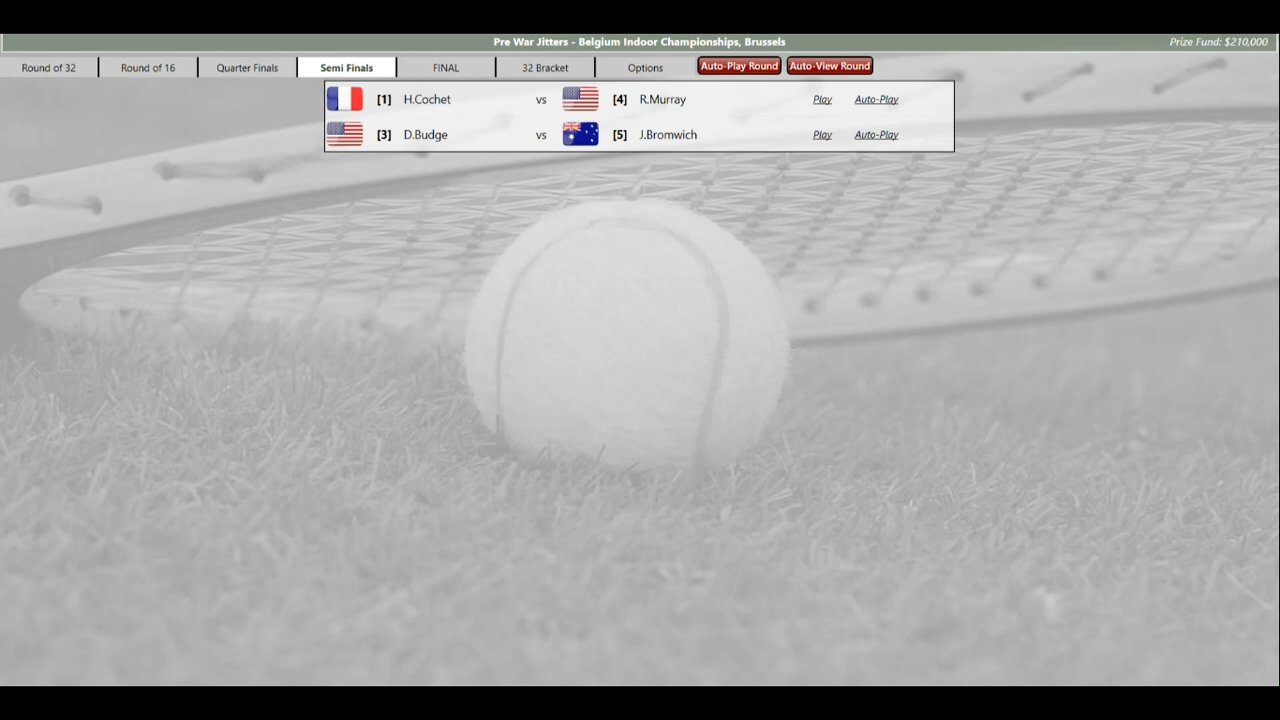 Pre War Jitters - Belgium Indoor Championships, Brussels Prize Fund: $210,000
Round of 32 Round of 16 Quarter Finals Semi Finals FINAL 32 Bracket Options Auto-Play Round Auto-View Round
[1] H.Cochet vs [4] R.Murray Play Auto-Play
[3] D.Budge vs [5] J.Bromwich Play Auto-Play